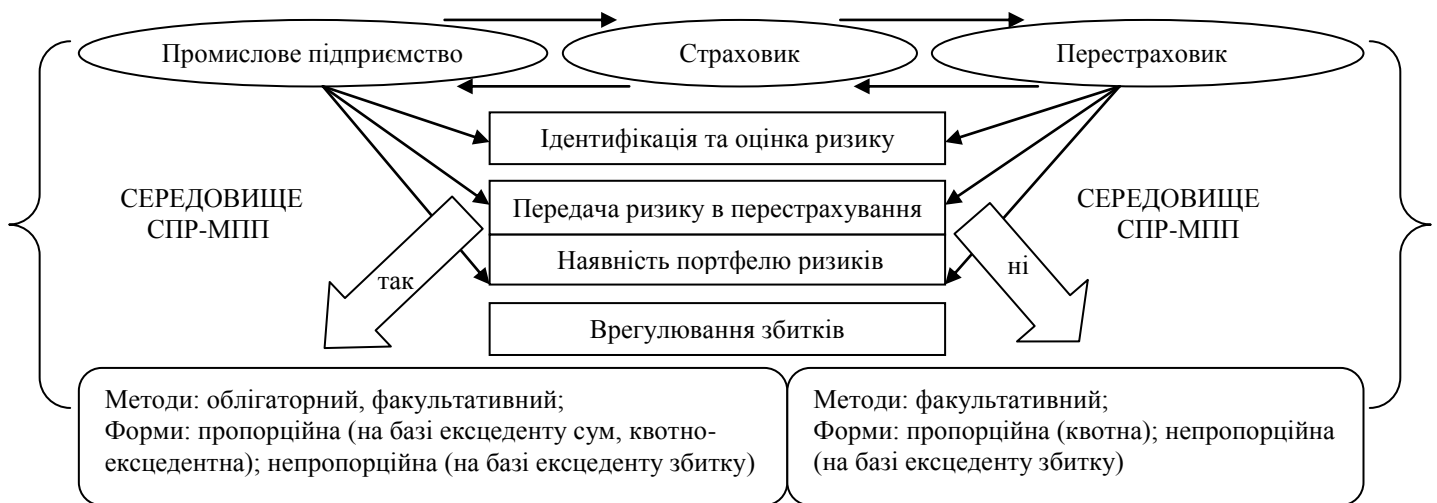 Промислове підприємство
Страховик
Перестраховик
Ідентифікація та оцінка ризику
СЕРЕДОВИЩЕ
СПР-МПП
Передача ризику в перестрахування
СЕРЕДОВИЩЕ
СПР-МПП
Наявність портфелю ризиків
так
ні
Врегулювання збитків
Методи: облігаторний, факультативний;
Форми: пропорційна (на базі ексцеденту сум, квотно-
ексцедентна); непропорційна (на базі ексцеденту збитку)
Методи: факультативний;
Форми: пропорційна (квотна); непропорційна
(на базі ексцеденту збитку)